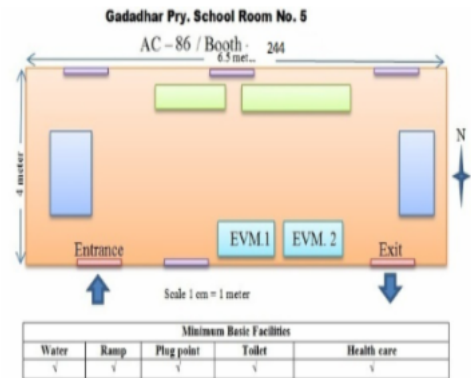 Gadadhar Pry. School Room No. 5
AC – 86 / Booth - 244
6.5 met...
4 meter
N
EVM.1 EVM. 2
Entrance Exit
Scale 1 cm = 1 meter
Minimum Basic Facilities
Water Ramp Plug point Toilet Health care
√ √ √ √ √